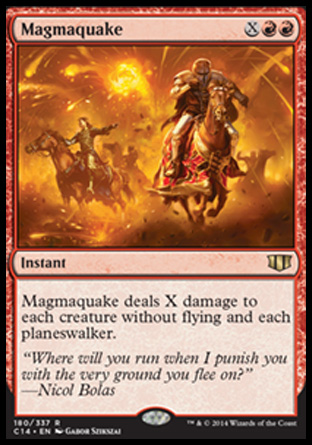 Magmaquake X
Instant
Magmaquake deals X damage to
each creature without flying and each
planeswalker.
“Where will you run when I punish you
with the very ground you flee on?”
—Nicol Bolas
180/337 R
C14 • EN Gabor Szikszai
™ & © 2014 Wizards of the Coast